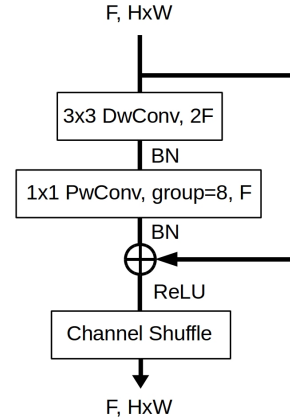 F, HxW
3x3 DwConv, 2F
BN
1x1 PwConv, group=8, F
BN
ReLU
Channel Shuffle
F, HxW